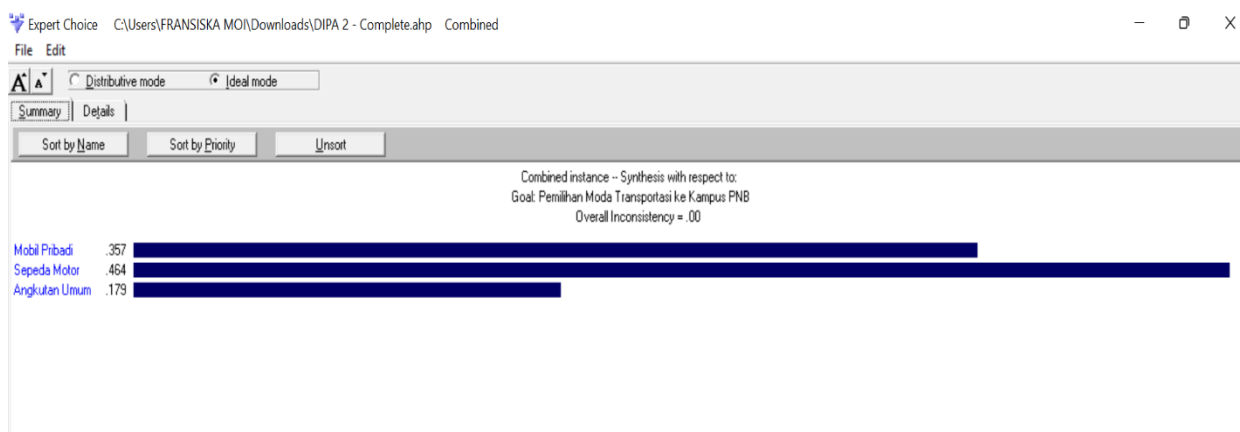 Expert Choice C:\Users\FRANSISKA MOI\Downloads\DIPA 2 - Complete.ahp Combined
File Edit
A A Distributive mode Ideal mode
Summary Details
Sort by Name Sort by Priority Unsort
Combined instance -- Synthesis with respect to:
Goal: Pemilihan Moda Transportasi ke Kampus PNB
Overall Inconsistency = .00
Mobil Pribadi .357
Sepeda Motor .464
Angkutan Umum .179